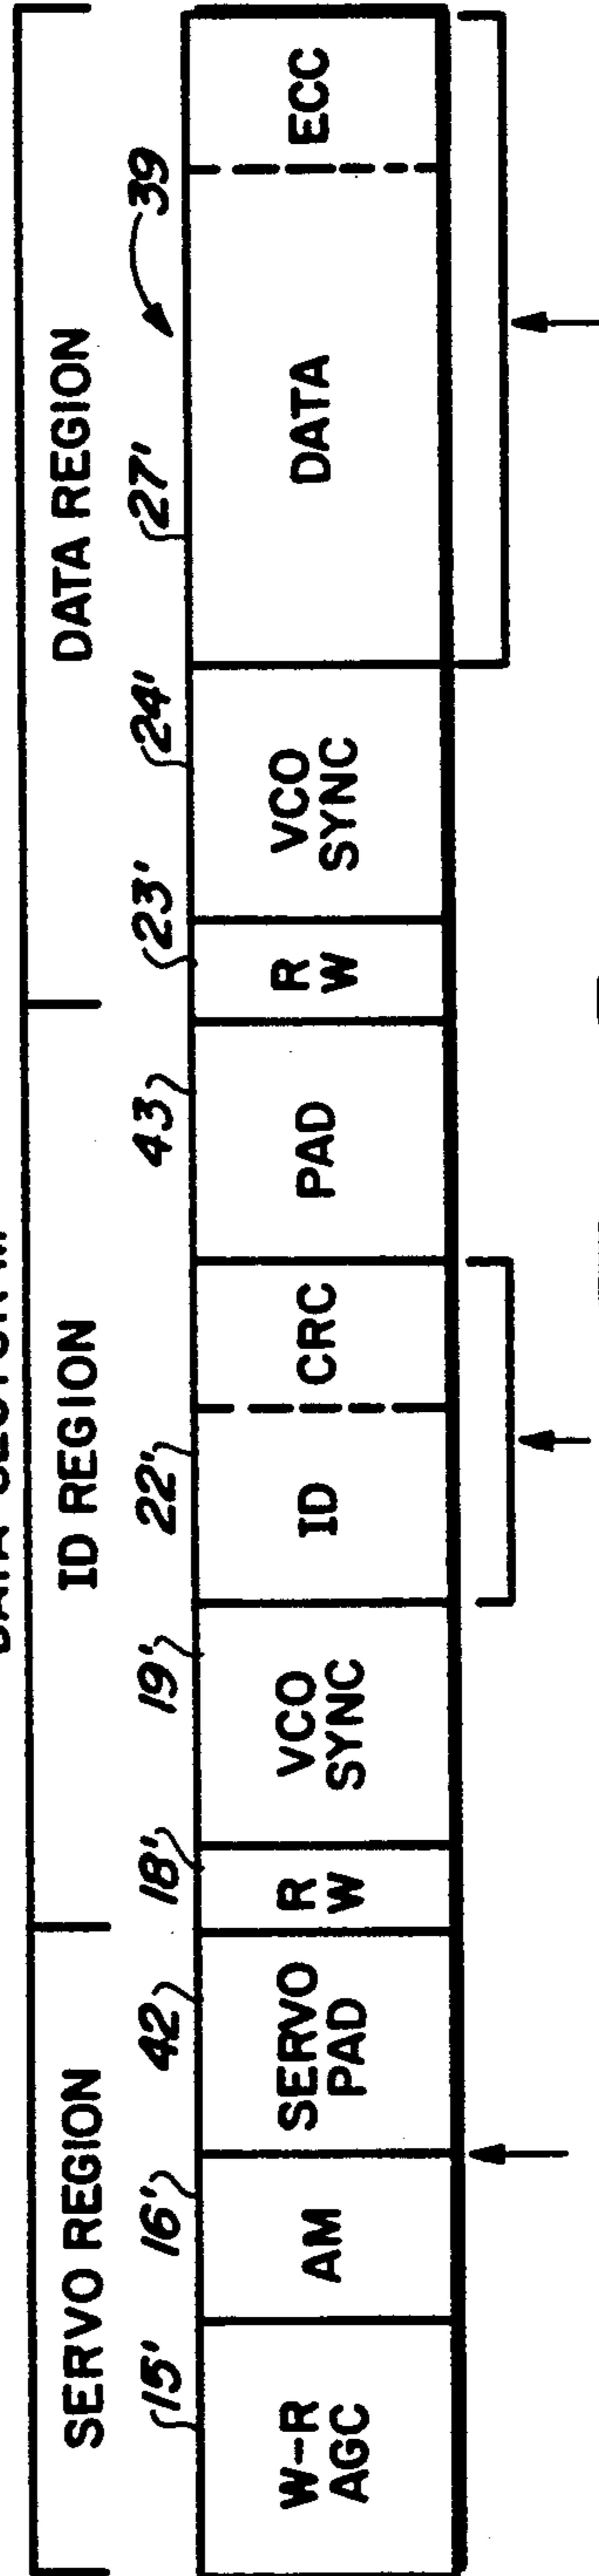 SERVO REGION
ID REGION
DATA REGION
15'
16'
42
18'
19'
22'
43
23'
24'
27'
39
W-R
AGC
AM
SERVO
PAD
R
W
VCO
SYNC
ID
CRC
PAD
R
W
VCO
SYNC
DATA
ECC